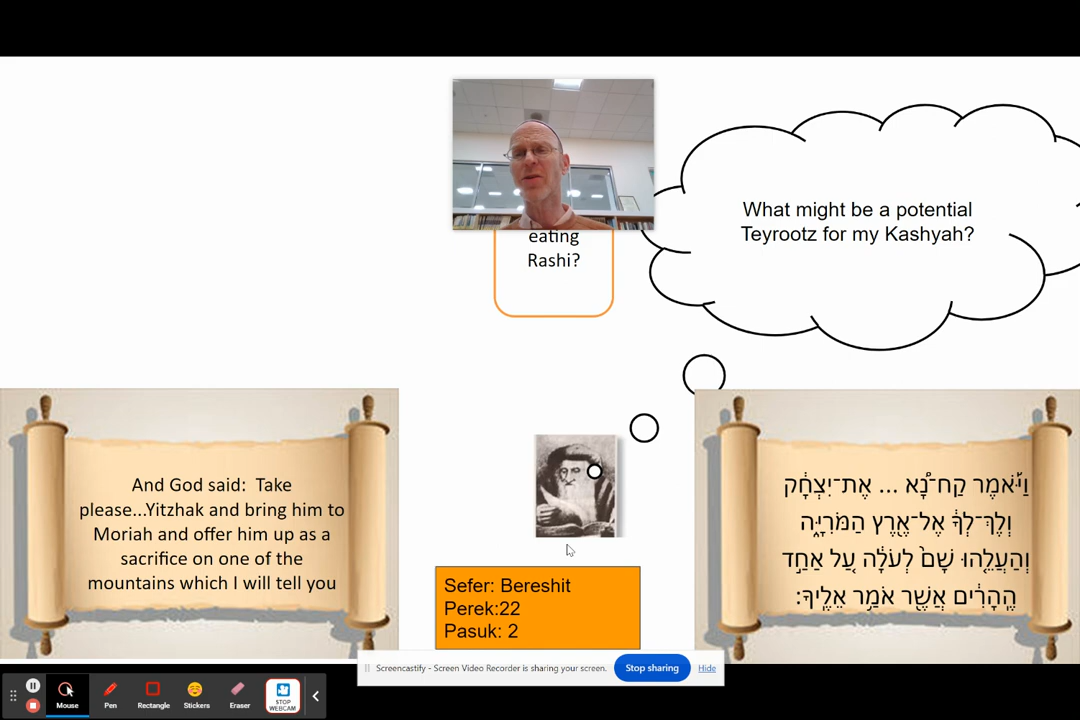 eating
Rashi?
What might be a potential
Teyrootz for my Kashyah?
And God said:  Take
please...Yitzhak and bring him to
Moriah and offer him up as a
sacrifice on one of the
mountains which I will tell you
Sefer: Bereshit
Perek:22
Pasuk: 2
וַיֹּ֡אמֶר קַח־נָ֠א ... אֶת־יִצְחָ֔ק
וְלֶךְ־לְךָ֔ אֶל־אֶ֖רֶץ הַמֹּרִיָּ֑ה
וְהַעֲלֵ֤הוּ שָׁם֙ לְעֹלָ֔ה עַ֚ל אַחַ֣ד
הֶֽהָרִ֔ים אֲשֶׁ֖ר אֹמַ֥ר אֵלֶֽיךָ׃
Screencastify - Screen Video Recorder is sharing your screen.
Stop sharing
Hide
Mouse
Pen
Rectangle
Stickers
Eraser
STOP
WEBCAM